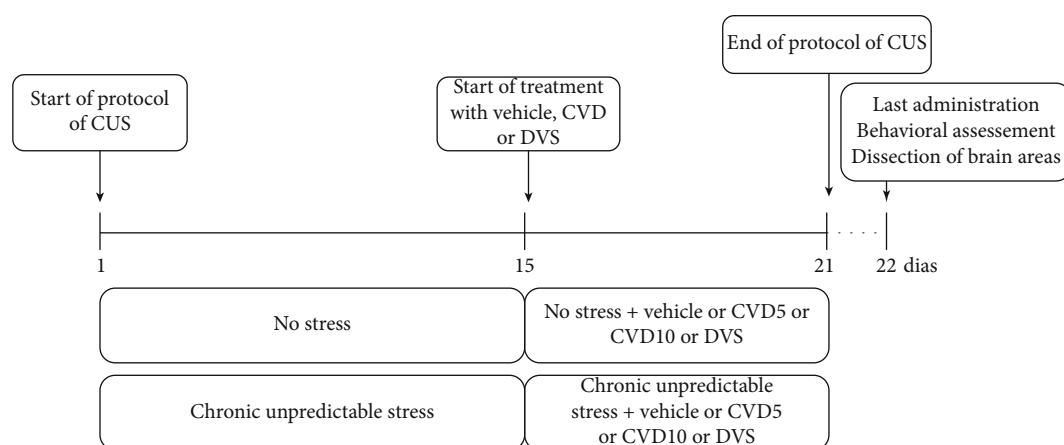 End of protocol of CUS
Start of protocol
of CUS
Start of treatment
with vehicle, CVD
or DVS
Last administration
Behavioral assessement
Dissection of brain areas
1
15
21
22 dias
No stress
No stress + vehicle or CVD5 or
CVD10 or DVS
Chronic unpredictable stress
Chronic unpredictable
stress + vehicle or CVD5
or CVD10 or DVS